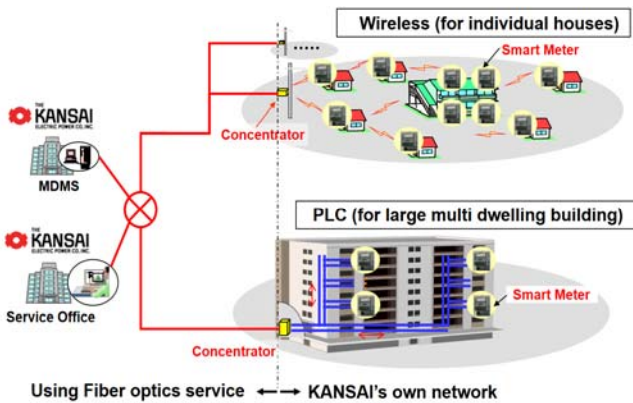 Wireless (for individual houses)
Smart Meter
.....
Concentrator
THE
KANSAI
ELECTRIC POWER CO., INC.
MDMS
PLC (for large multi dwelling building)
THE
KANSAI
ELECTRIC POWER CO., INC.
Service Office
Smart Meter
Concentrator
Using Fiber optics service
KANSAI's own network